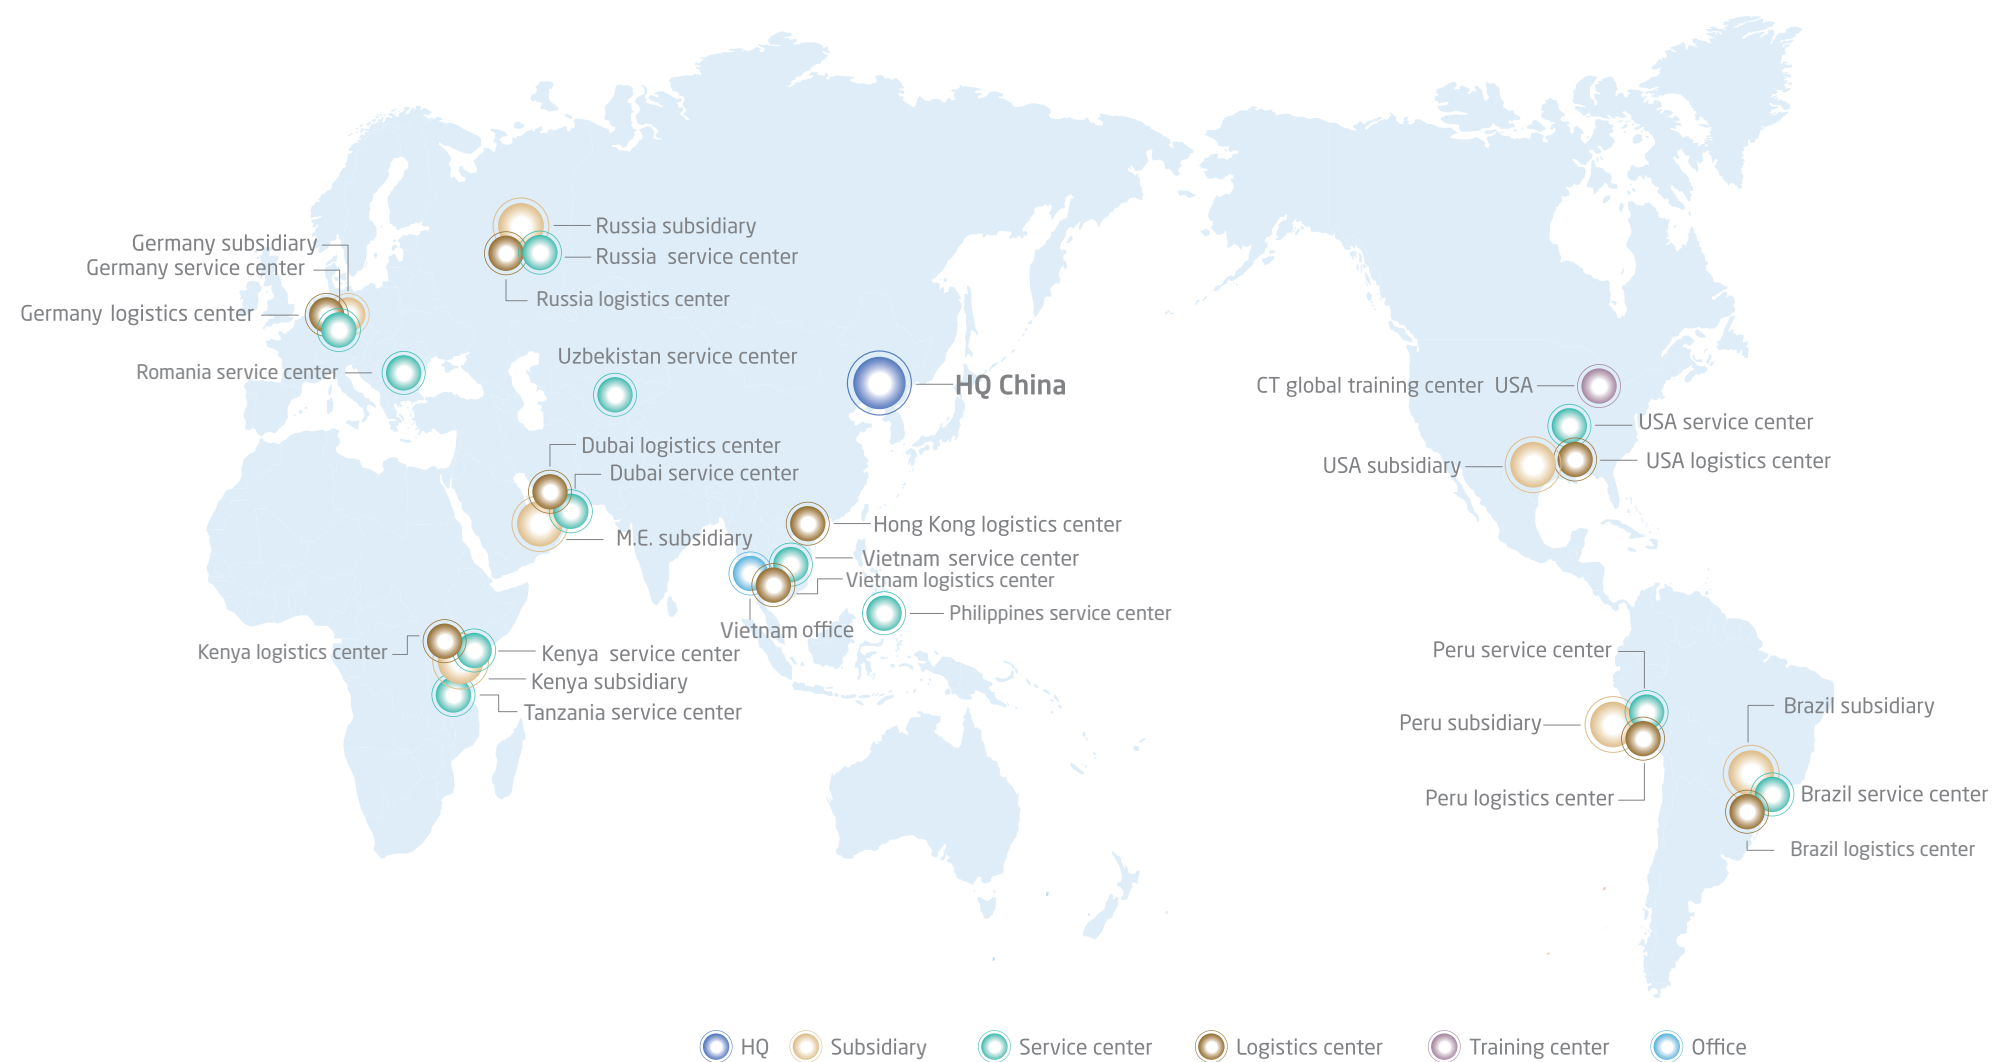 Russia subsidiary
Germany subsidiary
Russia service center
Germany service center
Russia logistics center
Germany logistics center
Uzbekistan service center
Romania service center
HQ China
CT global training center USA
USA service center
Dubai logistics center
USA subsidiary
USA logistics center
Dubai service center
Hong Kong logistics center
M.E. subsidiary
Vietnam service center
Vietnam logistics center
Philippines service center
Vietnam office
Kenya logistics center
Kenya service center
Peru service center
Kenya subsidiary
Brazil subsidiary
Tanzania service center
Peru subsidiary
Peru logistics center
Brazil service center
Brazil logistics center
HQ
Subsidiary
Service center
Logistics center
Training center
Office